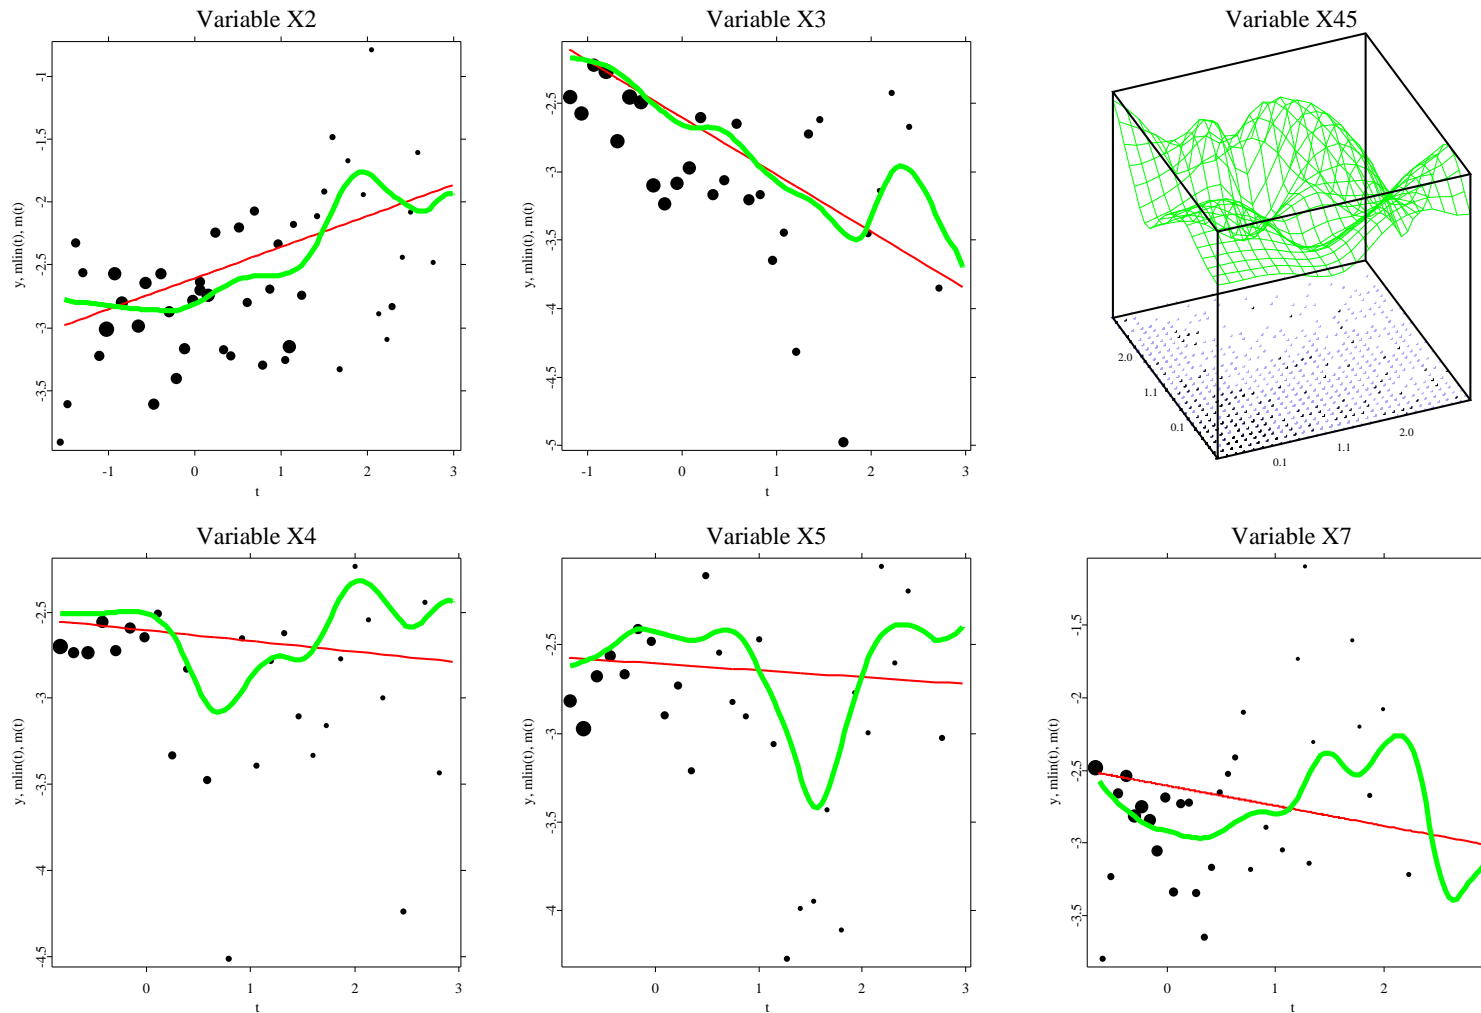 Variable X2
y, mlin(t), m(t)
-1
-1.5
-2
-2.5
-3
-3.5
-1 0 1 2 3
t
Variable X3
y, mlin(t), m(t)
-2.5
-3
-3.5
-4
-4.5
-5
-1 0 1 2 3
t
Variable X45
2.0
1.1
0.1
0.1
1.1
2.0
Variable X4
y, mlin(t), m(t)
-2.5
-3
-3.5
-4
-4.5
0 1 2 3
t
Variable X5
y, mlin(t), m(t)
-2.5
-3
-3.5
-4
0 1 2 3
t
Variable X7
y, mlin(t), m(t)
-1.5
-2
-2.5
-3
-3.5
0 1 2
t